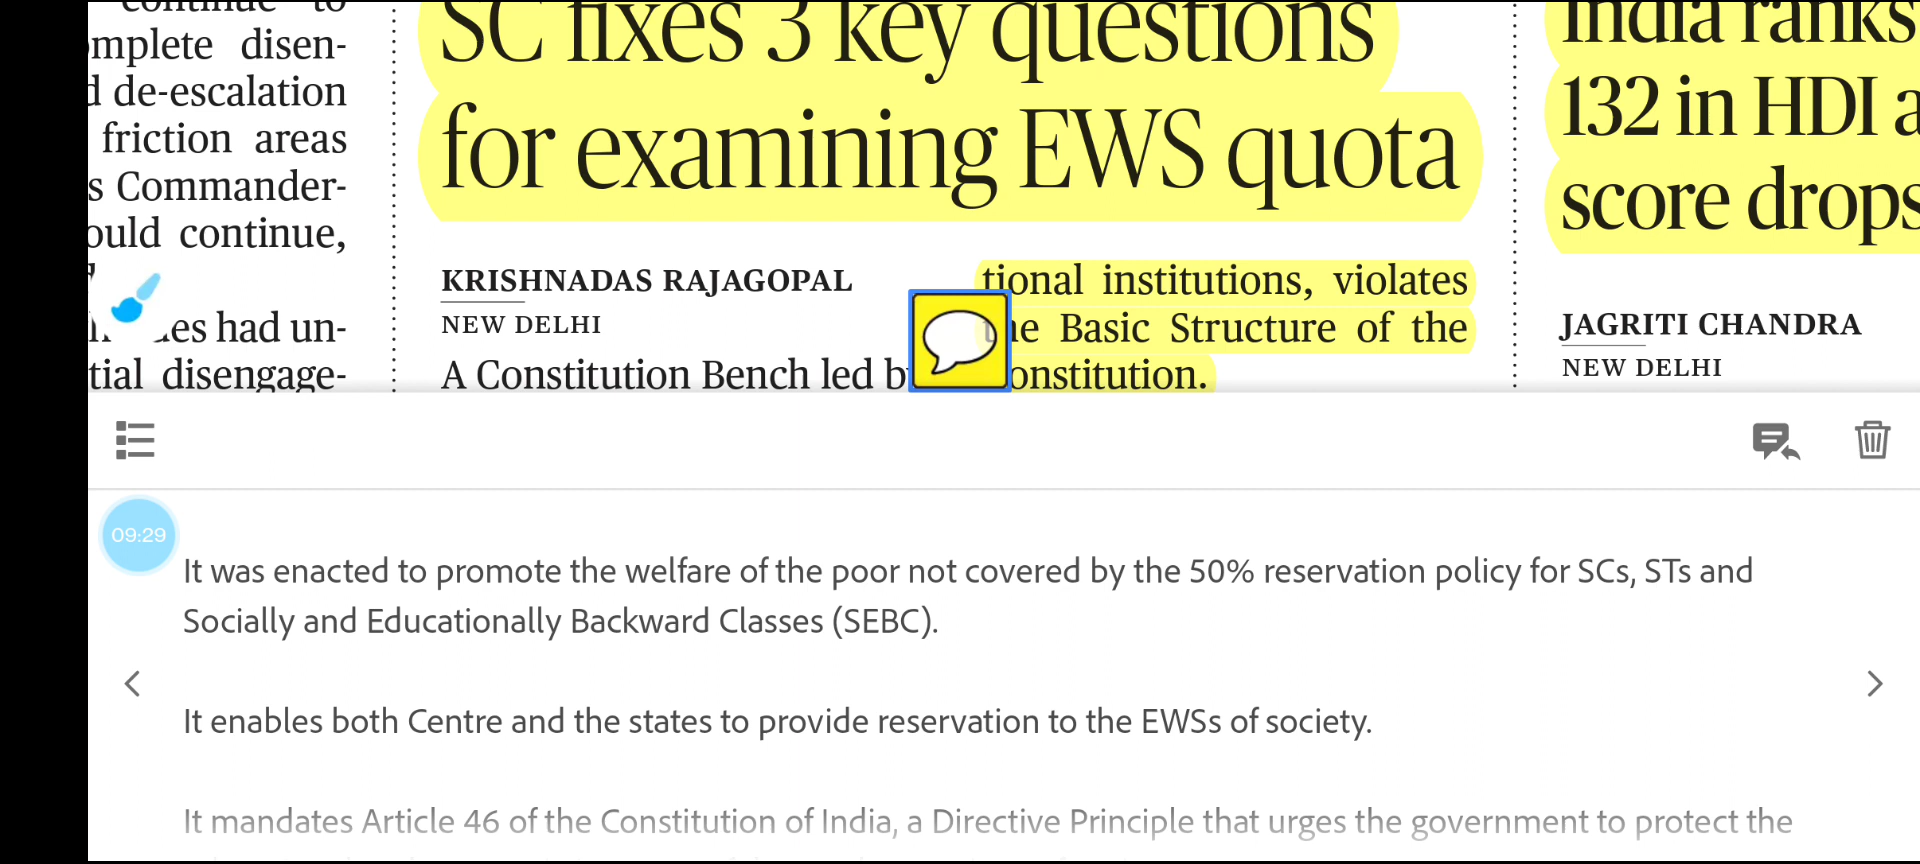 continue to
mplete disen-
d de-escalation
friction areas
s Commander-
ould continue,
es had un-
tial disengage-
SC fixes 3 key questions
for examining EWS quota
KRISHNADAS RAJAGOPAL
NEW DELHI
A Constitution Bench led b
tional institutions, violates
the Basic Structure of the
onstitution.
India ranks
132 in HDI a
score drops
JAGRITI CHANDRA
NEW DELHI
09:29
It was enacted to promote the welfare of the poor not covered by the 50% reservation policy for SCs, STs and
Socially and Educationally Backward Classes (SEBC).
It enables both Centre and the states to provide reservation to the EWSs of society.
It mandates Article 46 of the Constitution of India, a Directive Principle that urges the government to protect the